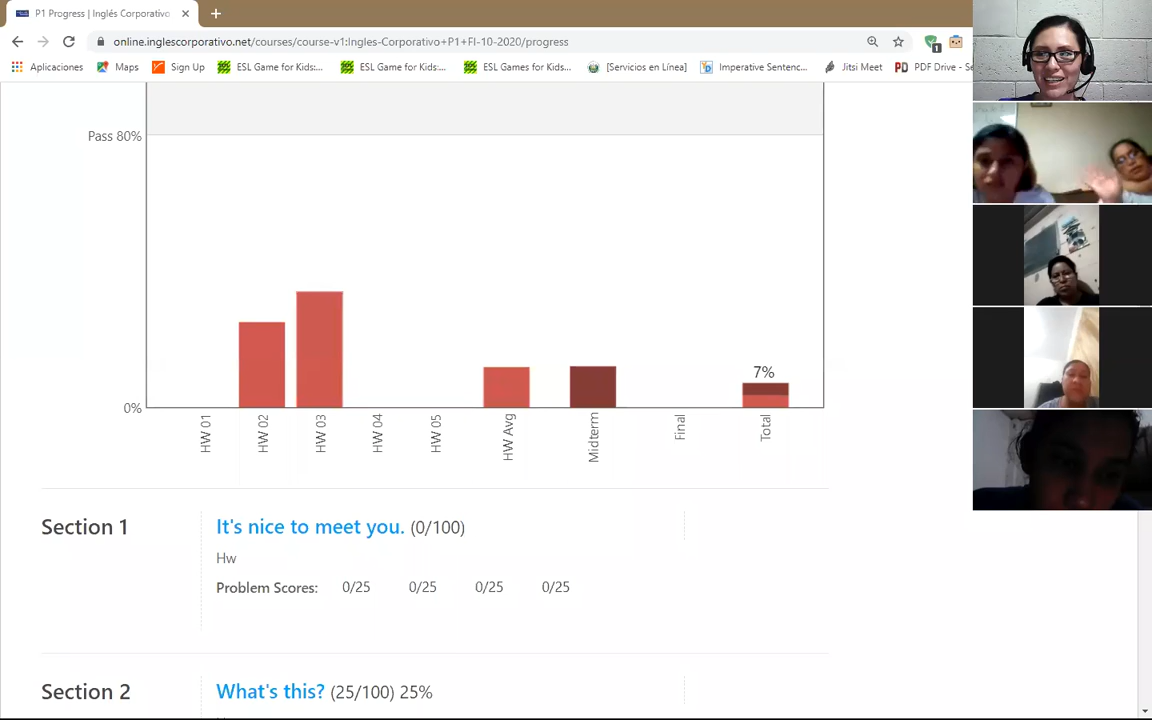 P1 Progress | Inglés Corporativo
online.inglescorporativo.net/courses/course-v1:Ingles-Corporativo+P1+FI-10-2020/progress
1
Aplicaciones Maps Sign Up ESL Game for Kids:... ESL Game for Kids-... ESL Games for Kids... [Servicios en Línea] Imperative Sentenc... Jitsi Meet PD PDF Drive - Se
Pass 80%
7%
0%
HW 01 HW 02 HW 03 HW 04 HW 05 HW Avg Midterm Final Total
Section 1 It's nice to meet you. (0/100)
Hw
Problem Scores: 0/25 0/25 0/25 0/25
Section 2 What's this? (25/100) 25%